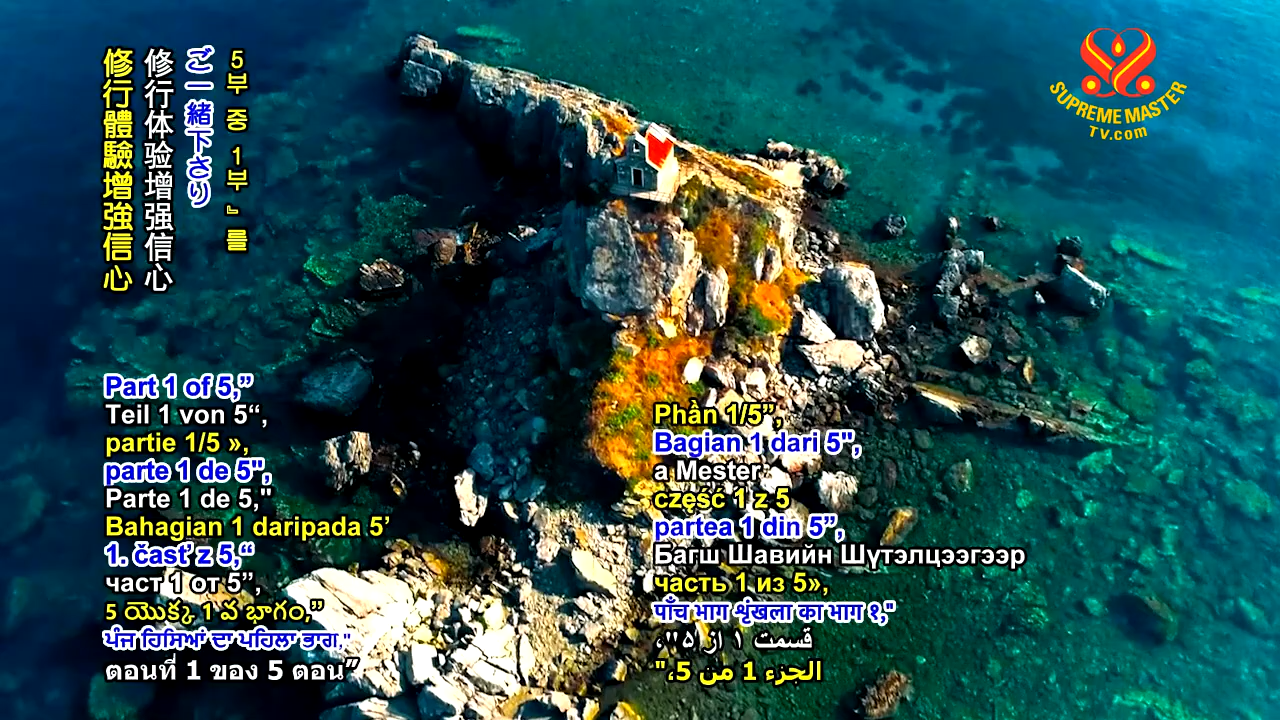 修行體驗增強信心
修行体验增强信心
ご一緒下さり
5부 중 1부』를
SUPREME MASTER
TV.com
Part 1 of 5,”
Teil 1 von 5“,
partie 1/5 »,
parte 1 de 5",
Parte 1 de 5,"
Bahagian 1 daripada 5’
1. časť z 5,“
част 1 от 5”,
5 యొక్క 1 వ భాగం,”
ਪੰਜ ਹਿਸਿਆਂ ਦਾ ਪਹਿਲਾ ਭਾਗ,"
ตอนที่ 1 ของ 5 ตอน”
Phần 1/5”,
Bagian 1 dari 5",
a Mester
część 1 z 5
partea 1 din 5”,
Багш Шавийн Шүтэлцээгээр
часть 1 из 5»,
पाँच भाग श्रृंखला का भाग १,"
قسمت ۱ از ۵"،
الجزء 1 من 5،"